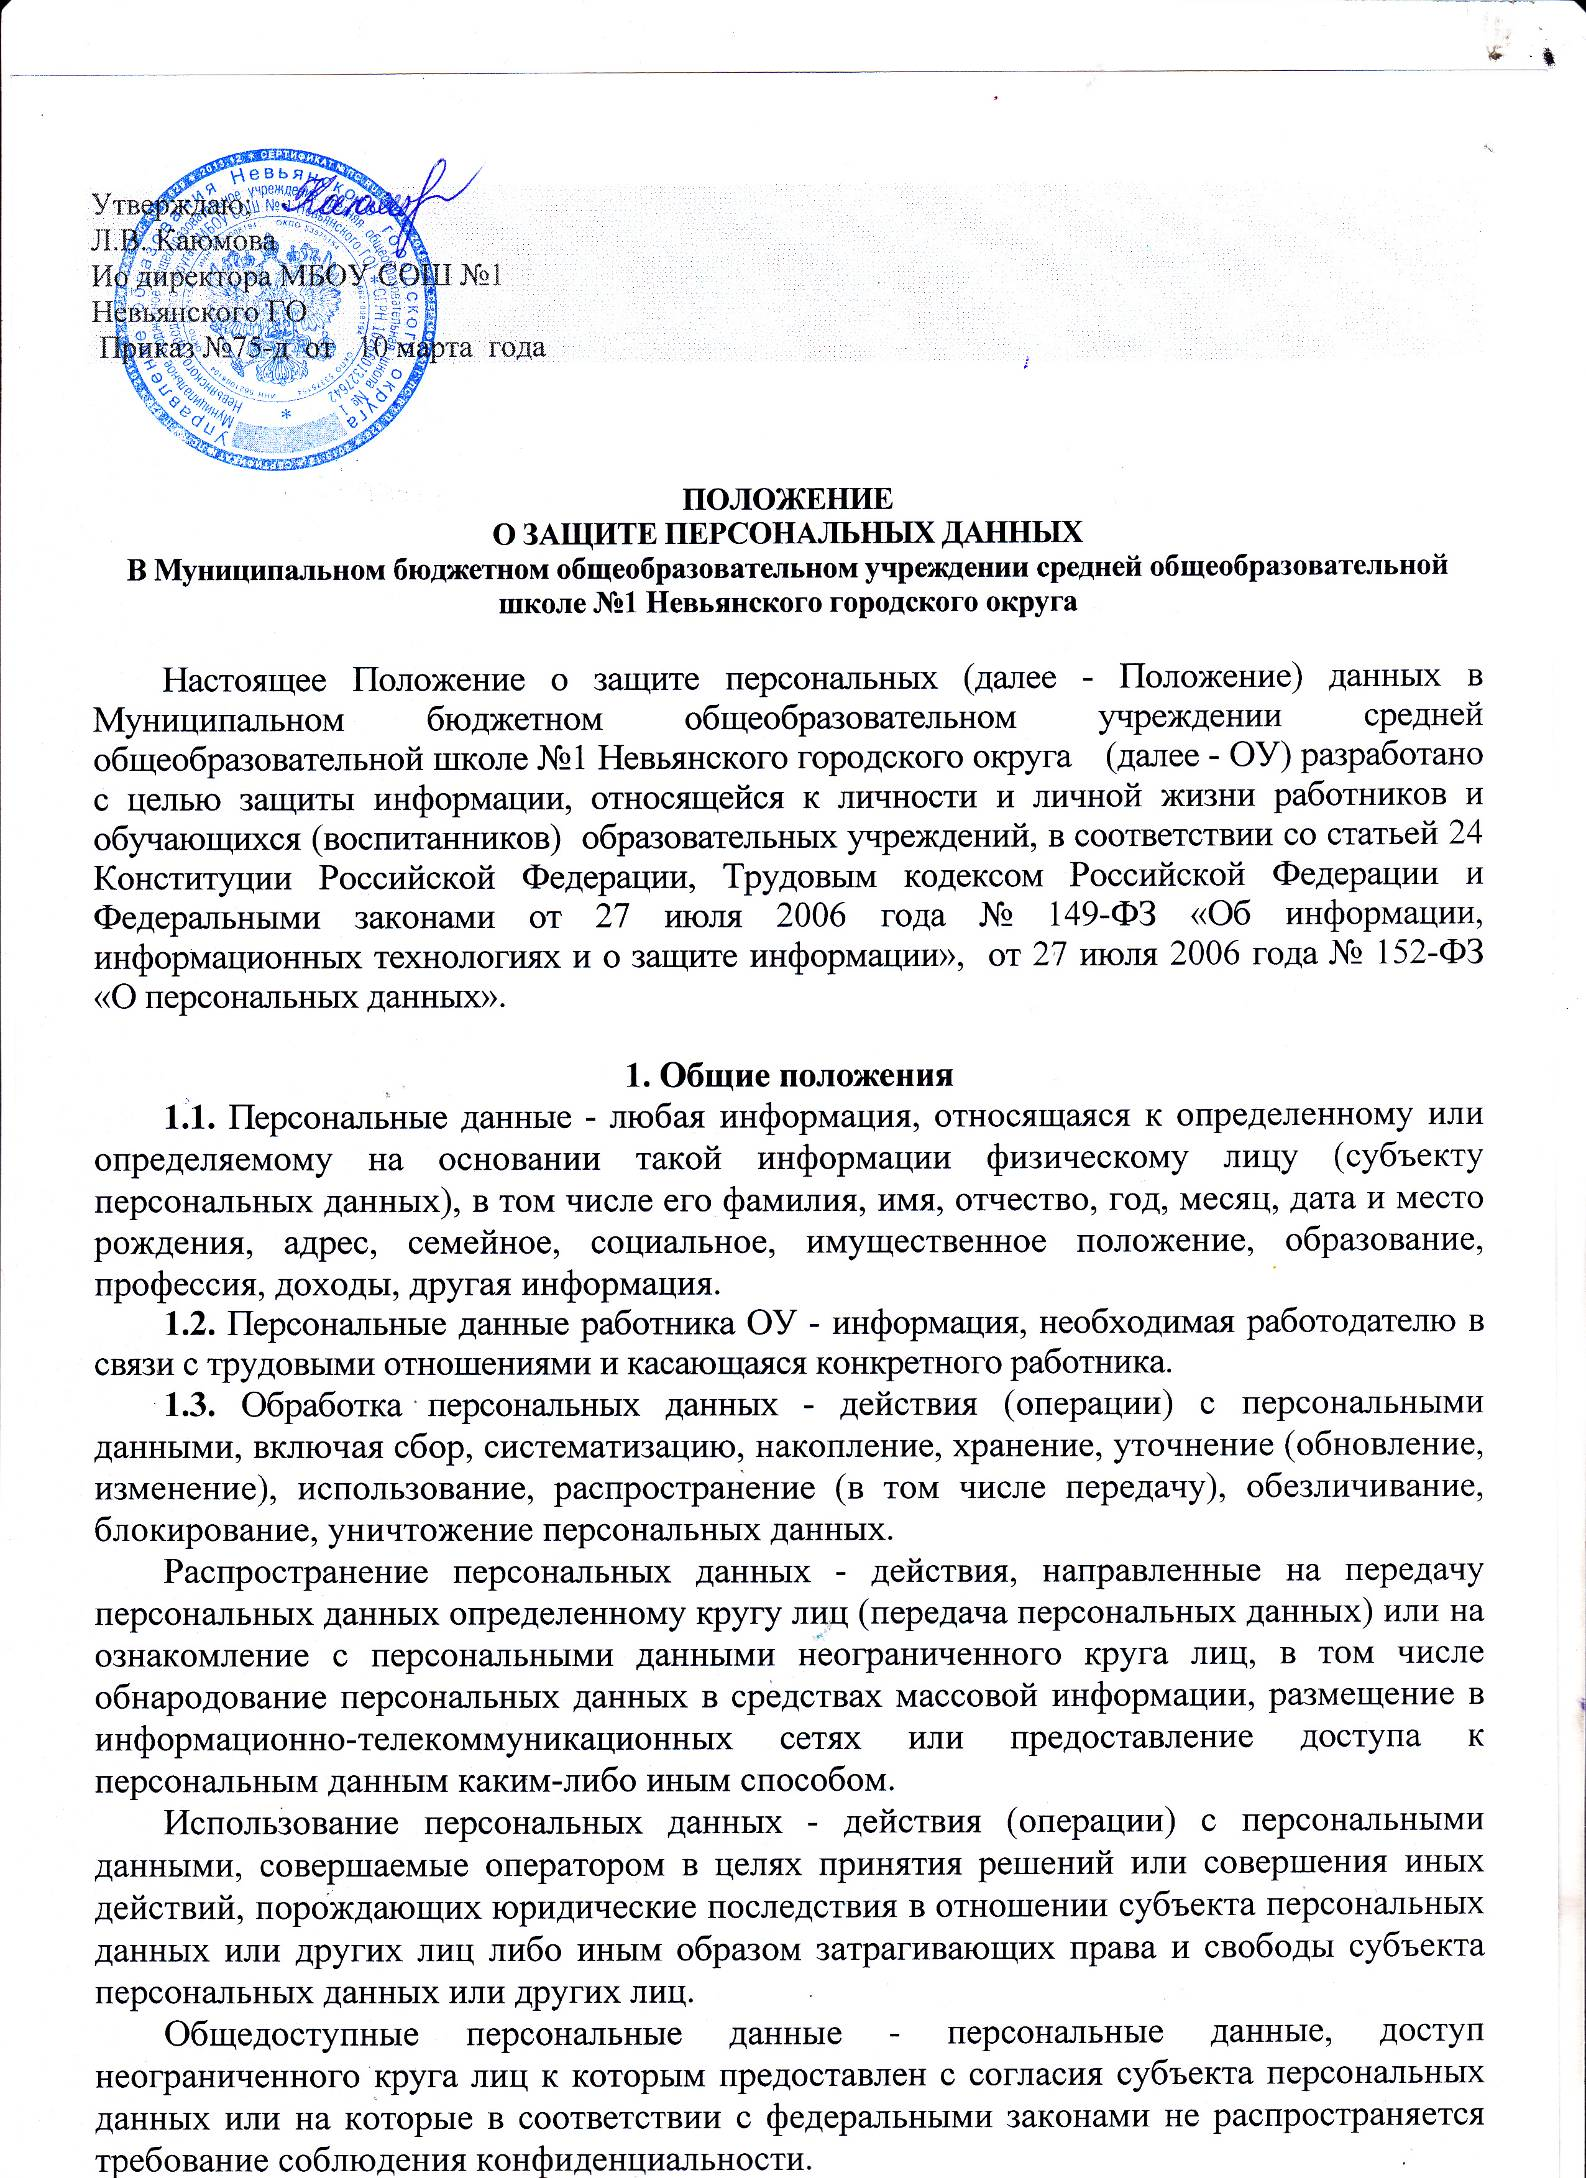 Утверждаю:
Л.В. Каюмова
Ио директора МБОУ СОШ №1
Невьянского ГО
Приказ №75-д от 10 марта года
ПОЛОЖЕНИЕ
О ЗАЩИТЕ ПЕРСОНАЛЬНЫХ ДАННЫХ
В Муниципальном бюджетном общеобразовательном учреждении средней общеобразовательной
школе №1 Невьянского городского округа
Настоящее Положение о защите персональных (далее - Положение) данных в
Муниципальном бюджетном общеобразовательном учреждении средней
общеобразовательной школе №1 Невьянского городского округа (далее - ОУ) разработано
с целью защиты информации, относящейся к личности и личной жизни работников и
обучающихся (воспитанников) образовательных учреждений, в соответствии со статьей 24
Конституции Российской Федерации, Трудовым кодексом Российской Федерации и
Федеральными законами от 27 июля 2006 года № 149-ФЗ «Об информации,
информационных технологиях и о защите информации», от 27 июля 2006 года № 152-ФЗ
«О персональных данных».
1. Общие положения
1.1. Персональные данные - любая информация, относящаяся к определенному или
определяемому на основании такой информации физическому лицу (субъекту
персональных данных), в том числе его фамилия, имя, отчество, год, месяц, дата и место
рождения, адрес, семейное, социальное, имущественное положение, образование,
профессия, доходы, другая информация.
1.2. Персональные данные работника ОУ - информация, необходимая работодателю в
связи с трудовыми отношениями и касающаяся конкретного работника.
1.3. Обработка персональных данных - действия (операции) с персональными
данными, включая сбор, систематизацию, накопление, хранение, уточнение (обновление,
изменение), использование, распространение (в том числе передачу), обезличивание,
блокирование, уничтожение персональных данных.
Распространение персональных данных - действия, направленные на передачу
персональных данных определенному кругу лиц (передача персональных данных) или на
ознакомление с персональными данными неограниченного круга лиц, в том числе
обнародование персональных данных в средствах массовой информации, размещение в
информационно-телекоммуникационных сетях или предоставление доступа к
персональным данным каким-либо иным способом.
Использование персональных данных - действия (операции) с персональными
данными, совершаемые оператором в целях принятия решений или совершения иных
действий, порождающих юридические последствия в отношении субъекта персональных
данных или других лиц либо иным образом затрагивающих права и свободы субъекта
персональных данных или других лиц.
Общедоступные персональные данные - персональные данные, доступ
неограниченного круга лиц к которым предоставлен с согласия субъекта персональных
данных или на которые в соответствии с федеральными законами не распространяется
требование соблюдения конфиденциальности.